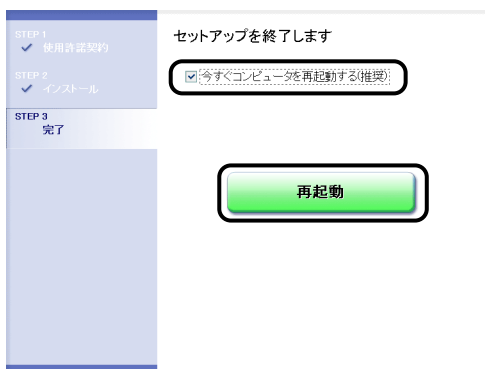 STEP 1
使用許諾契約
STEP 2
インストール
STEP 3
完了
セットアップを終了します
今すぐコンピュータを再起動する(推奨)
再起動